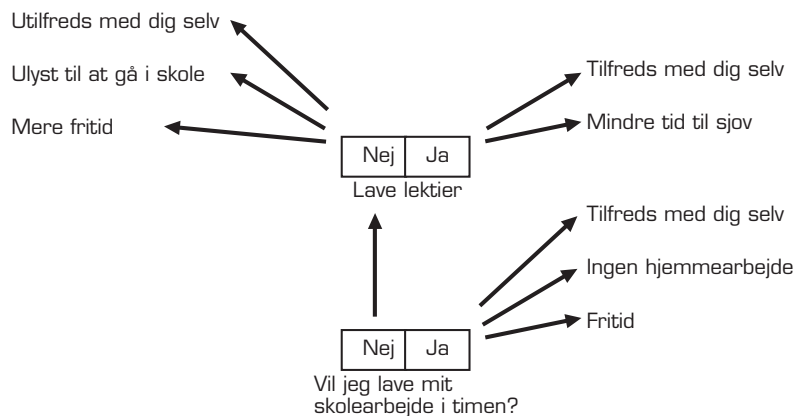 Utilfreds med dig selv
Ulyst til at gå i skole
Mere fritid
Tilfreds med dig selv
Mindre tid til sjov
Nej Ja
Lave lektier
Tilfreds med dig selv
Ingen hjemmearbejde
Fritid
Nej Ja
Vil jeg lave mit
skolearbejde i timen?